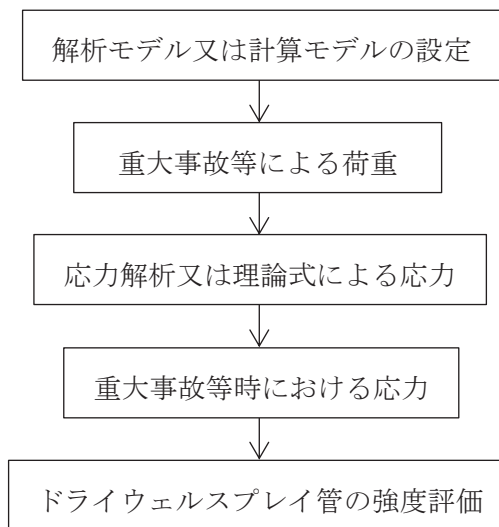 解析モデル又は計算モデルの設定
重大事故等による荷重
応力解析又は理論式による応力
重大事故等時における応力
ドライウェルスプレイ管の強度評価